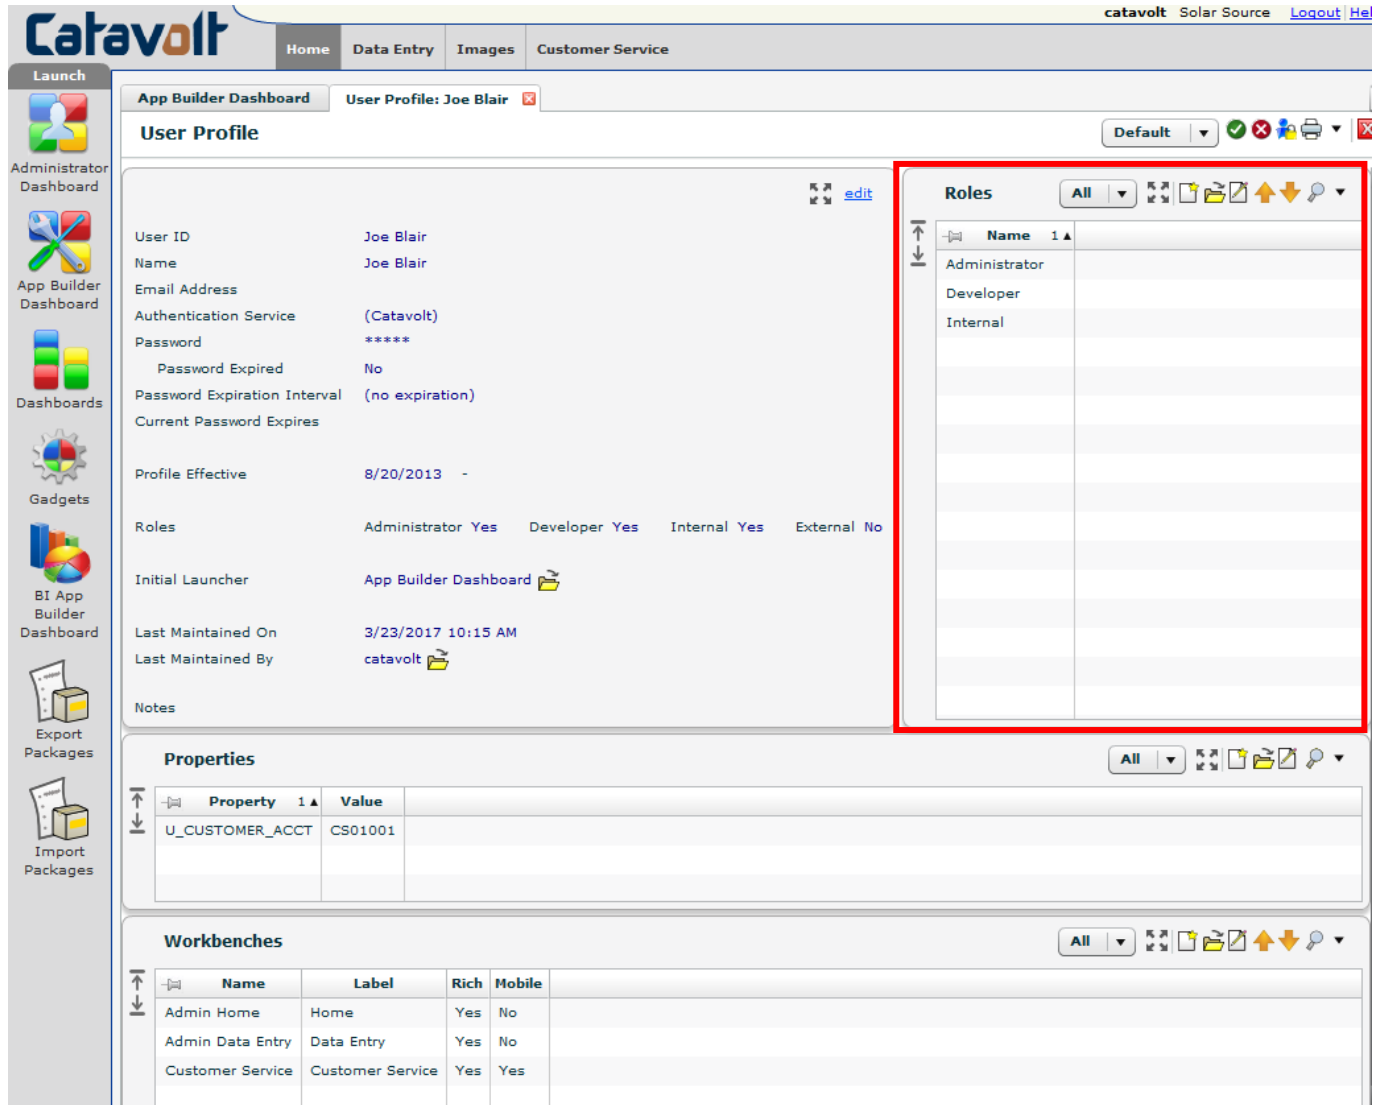 catavolt Solar Source Logout Hel
Catavolt
Home Data Entry Images Customer Service
Launch
App Builder Dashboard User Profile: Joe Blair
User Profile
Default
Administrator
Dashboard
App Builder
Dashboard
Dashboards
Gadgets
BI App
Builder
Dashboard
Export
Packages
Import
Packages
edit
User ID Joe Blair
Name Joe Blair
Email Address
Authentication Service (Catavolt)
Password *****
Password Expired No
Password Expiration Interval (no expiration)
Current Password Expires
Profile Effective 8/20/2013 -
Roles Administrator Yes Developer Yes Internal Yes External No
Initial Launcher App Builder Dashboard
Last Maintained On 3/23/2017 10:15 AM
Last Maintained By catavolt
Notes
Roles All
Name 1
Administrator
Developer
Internal
Properties All
Property 1 Value
U_CUSTOMER_ACCT CS01001
Workbenches All
Name Label Rich Mobile
Admin Home Home Yes No
Admin Data Entry Data Entry Yes No
Customer Service Customer Service Yes Yes